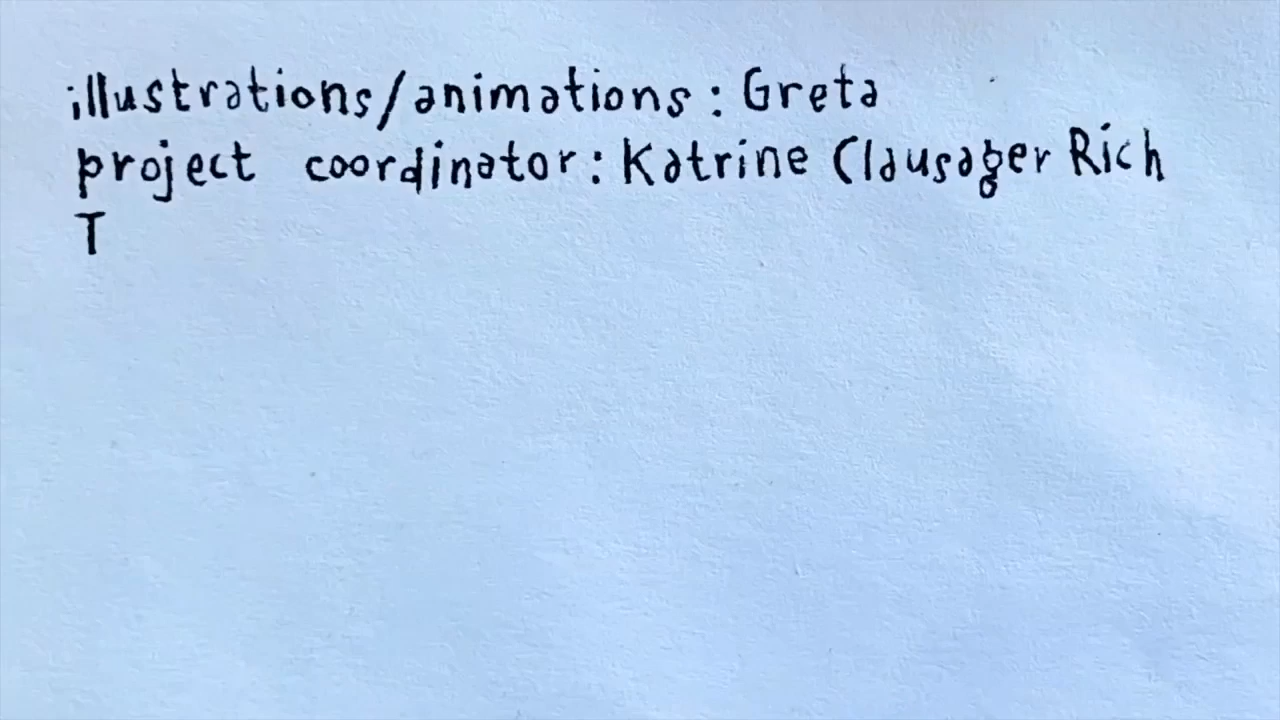 illustrations/animations: Greta
project coordinator: Katrine Clausager Rich
T